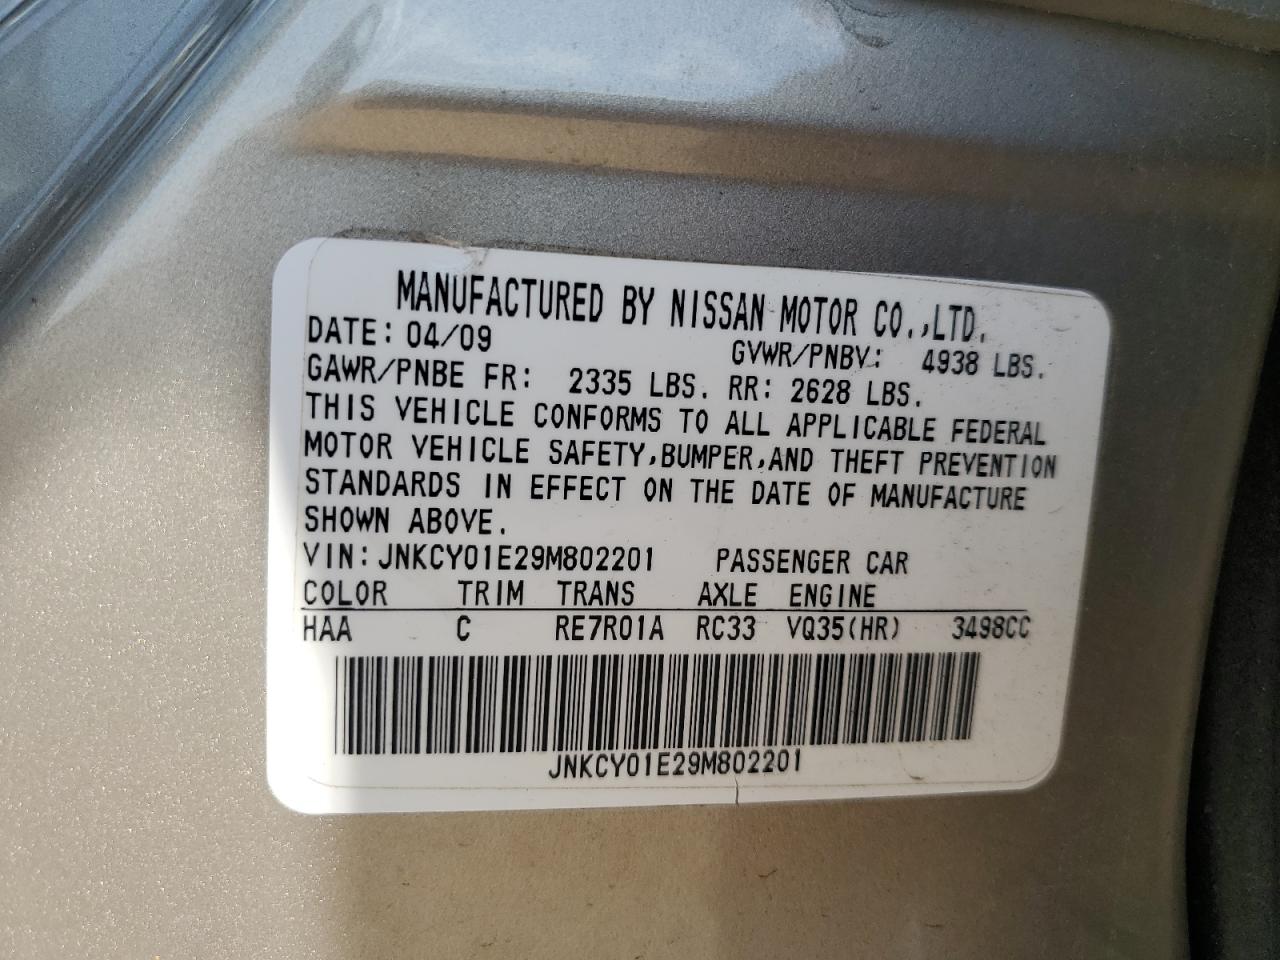 MANUFACTURED BY NISSAN MOTOR CO.,LTD.
DATE: 04/09 GVWR/PNBV: 4938 LBS.
GAWR/PNBE FR: 2335 LBS. RR: 2628 LBS.
THIS VEHICLE CONFORMS TO ALL APPLICABLE FEDERAL
MOTOR VEHICLE SAFETY,BUMPER,AND THEFT PREVENTION
STANDARDS IN EFFECT ON THE DATE OF MANUFACTURE
SHOWN ABOVE.
VIN: JNKCY01E29M802201 PASSENGER CAR
COLOR TRIM TRANS AXLE ENGINE
HAA C RE7R01A RC33 VQ35(HR) 3498CC
JNKCY01E29M802201